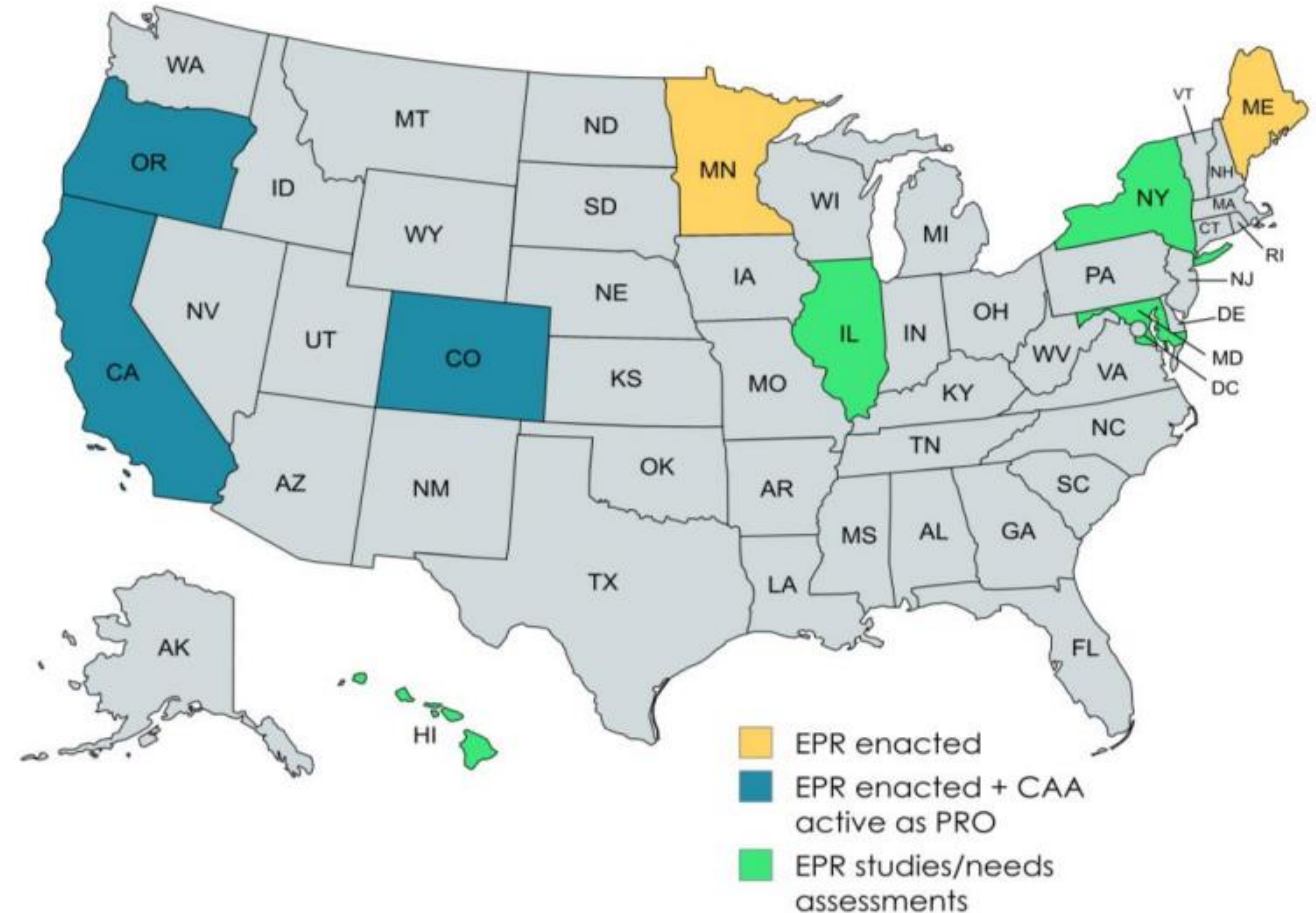 WA
MT
ND
MN
VT
ME
OR
ID
SD
WI
MI
NY
NH
MA
CT
RI
WY
NE
IA
PA
NJ
NV
UT
CO
IL
IN
OH
DE
CA
KS
MO
WV
VA
MD
DC
KY
NC
TN
AZ
NM
OK
AR
SC
MS
AL
GA
TX
LA
FL
AK
HI
EPR enacted
EPR enacted + CAA
active as PRO
EPR studies/needs
assessments